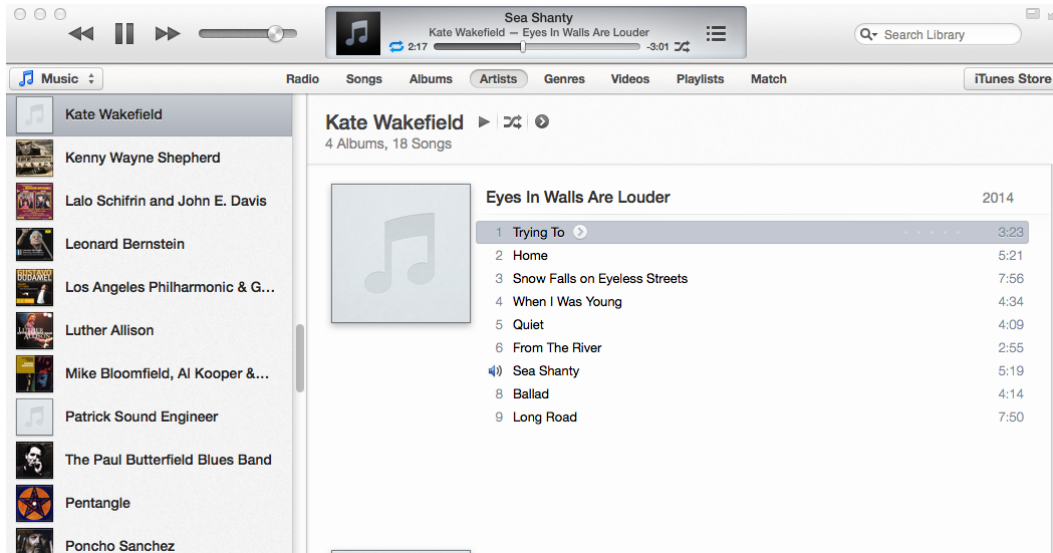 Sea Shanty
Kate Wakefield — Eyes In Walls Are Louder
2:17 -3:01
Search Library
Music Radio Songs Albums Artists Genres Videos Playlists Match iTunes Store
Kate Wakefield
Kenny Wayne Shepherd
Lalo Schifrin and John E. Davis
Leonard Bernstein
GUSTAVO
DUDAMEL
Los Angeles Philharmonic & G...
Luther Allison
Mike Bloomfield, Al Kooper &...
Patrick Sound Engineer
The Paul Butterfield Blues Band
Pentangle
Poncho Sanchez
Kate Wakefield
4 Albums, 18 Songs
Eyes In Walls Are Louder 2014
1 Trying To 3:23
2 Home 5:21
3 Snow Falls on Eyeless Streets 7:56
4 When I Was Young 4:34
5 Quiet 4:09
6 From The River 2:55
Sea Shanty 5:19
8 Ballad 4:14
9 Long Road 7:50